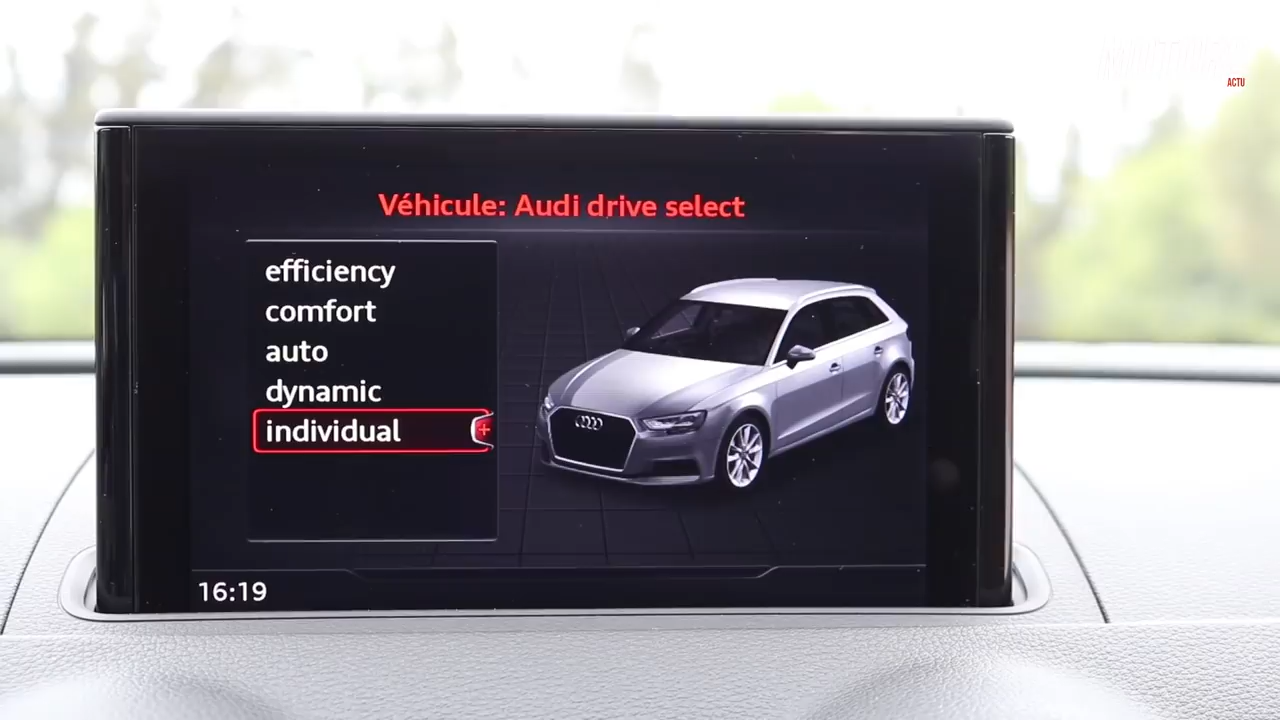 ACTU
Véhicule: Audi drive select
efficiency
comfort
auto
dynamic
individual
16:19